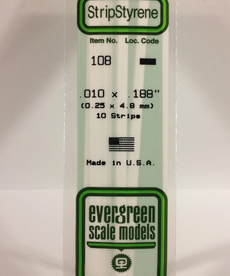 StripStyrene
Item No. Loc. Code
108
.010 x .188"
(0.25 x 4.8 mm)
10 Strips
Made in U.S.A.
evergreen
scale models